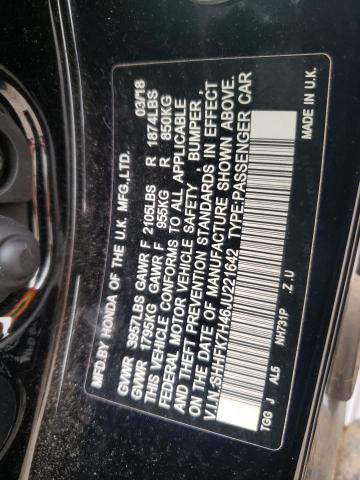 MFD. BY HONDA OF THE U.K. MFG.,LTD. 03/18
GVWR 3957LBS GAWR F 2105LBS R 1874LBS
GVWR 1795KG GAWR F 955KG R 850KG
THIS VEHICLE CONFORMS TO ALL APPLICABLE
FEDERAL MOTOR VEHICLE SAFETY , BUMPER,
AND THEFT PREVENTION STANDARDS IN EFFECT
ON THE DATE OF MANUFACTURE SHOWN ABOVE.
V.I.N.:SHHFK7H46JU221642 TYPE:PASSENGER CAR
Z.U
TGG J AL5 NH731P MADE IN U.K.